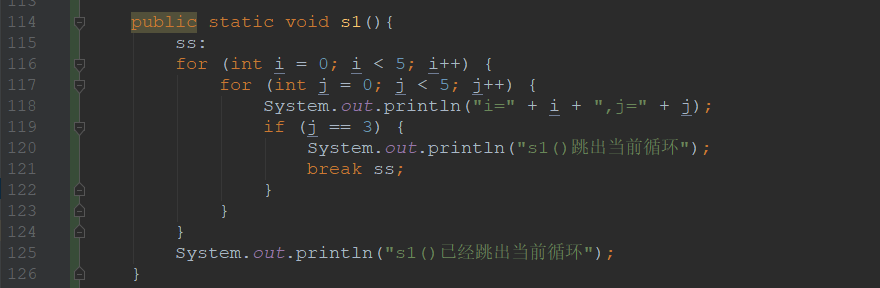 113
114 public static void s1(){
115 ss:
116 for (int i = 0; i < 5; i++) {
117 for (int j = 0; j < 5; j++) {
118 System.out.println("i=" + i + ",j=" + j);
119 if (j == 3) {
120 System.out.println("s1()跳出当前循环");
121 break ss;
122 }
123 }
124 }
125 System.out.println("s1()已经跳出当前循环");
126 }